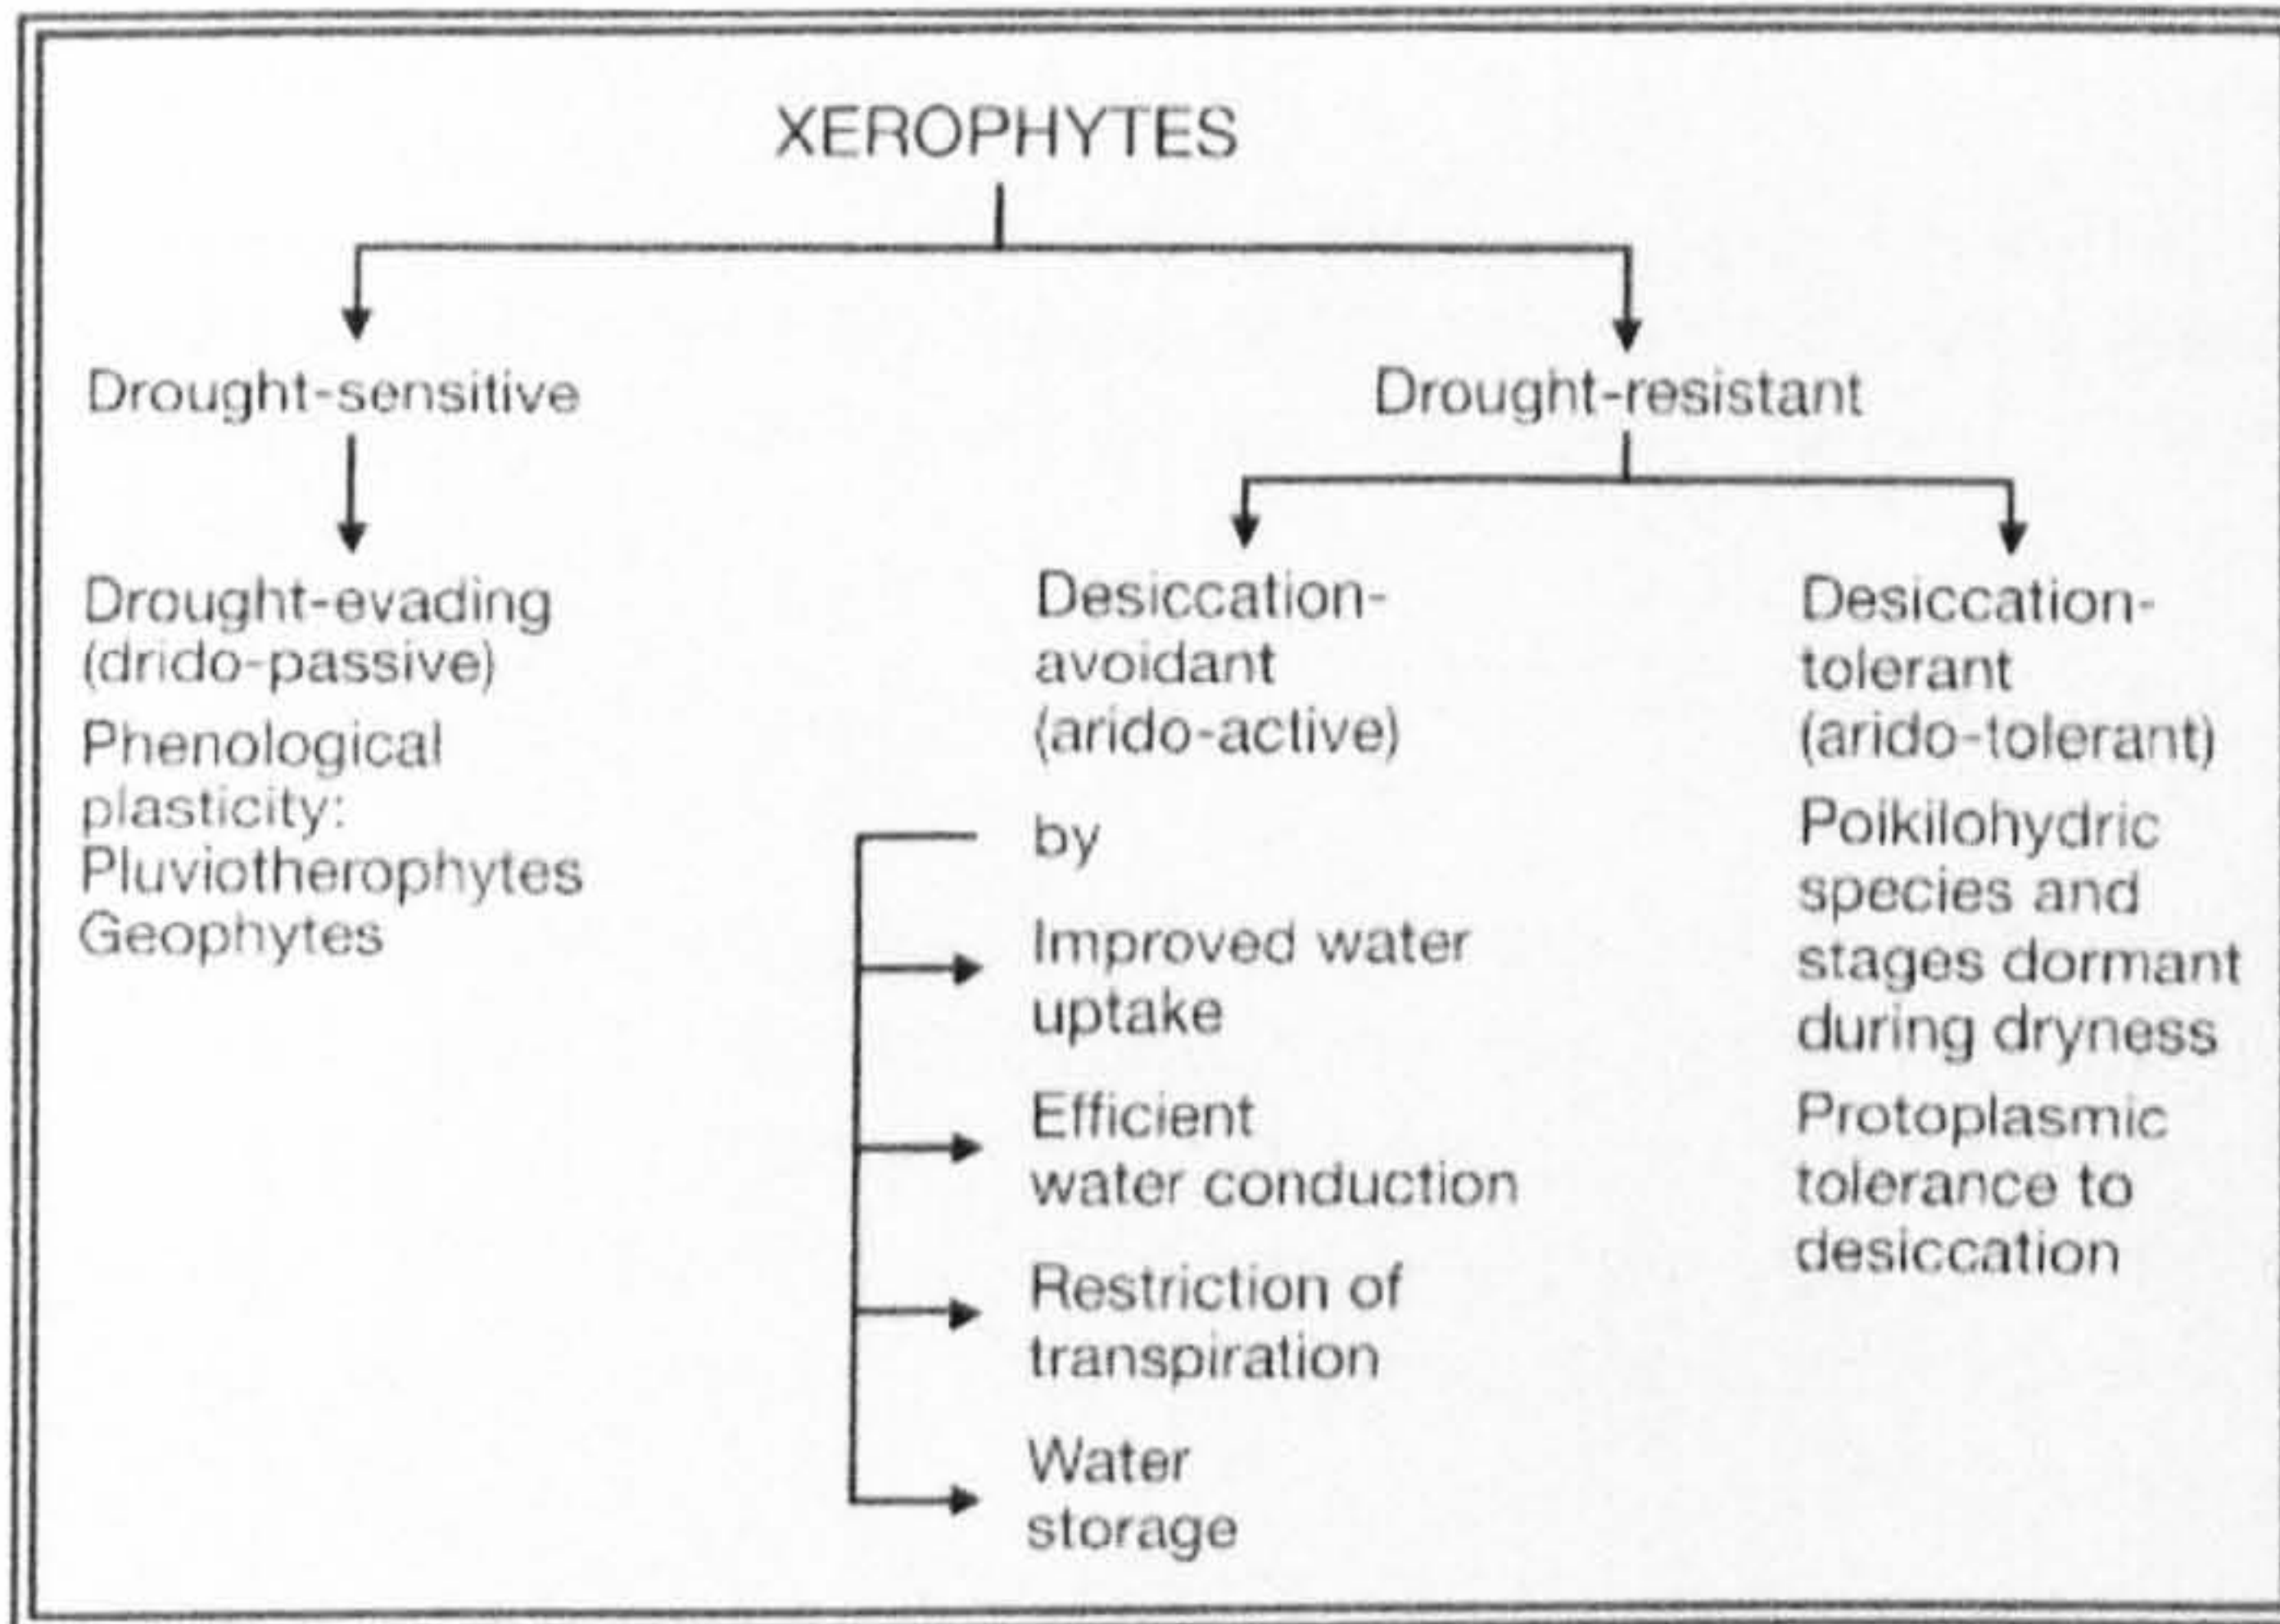 XEROPHYTES
Drought-sensitive
Drought-resistant
Drought-evading
(drido-passive)
Phenological
plasticity:
Pluviotherophytes
Geophytes
Desiccation-
avoidant
(arido-active)
by
Improved water
uptake
Efficient
water conduction
Restriction of
transpiration
Water
storage
Desiccation-
tolerant
(arido-tolerant)
Poikilohydric
species and
stages dormant
during dryness
Protoplasmic
tolerance to
desiccation